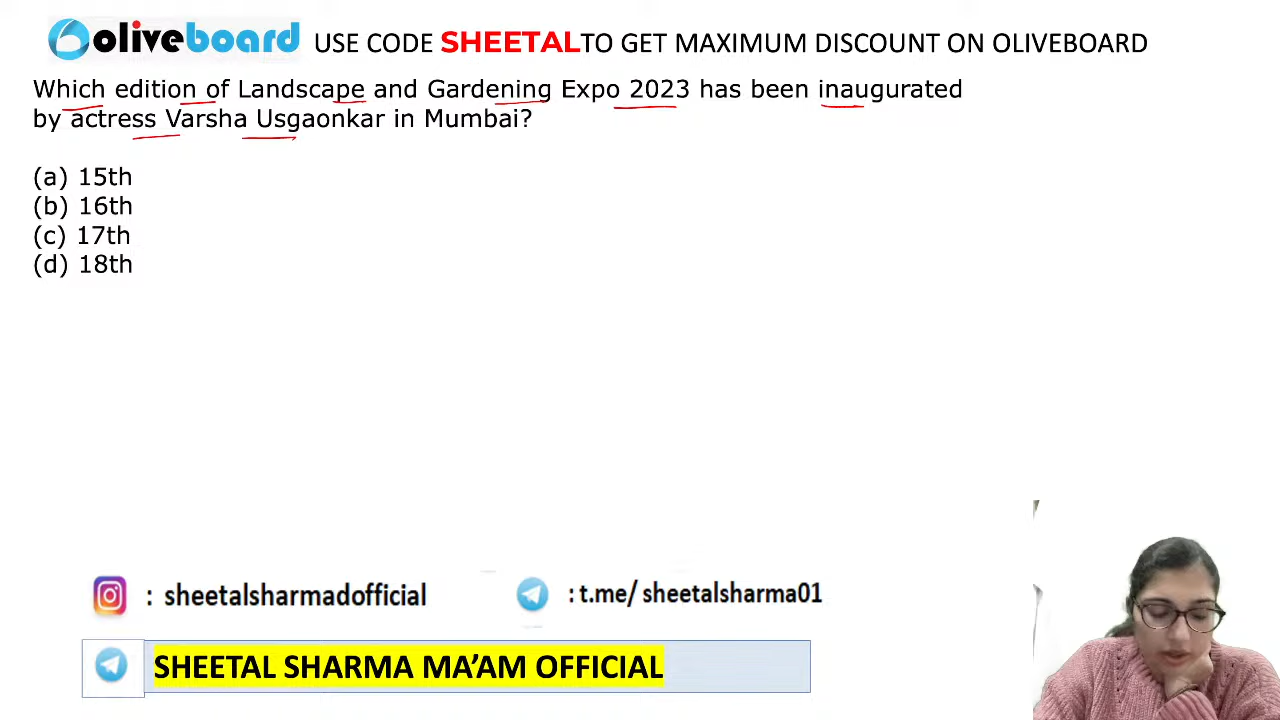 oliveboard USE CODE SHEETAL TO GET MAXIMUM DISCOUNT ON OLIVEBOARD
Which edition of Landscape and Gardening Expo 2023 has been inaugurated
by actress Varsha Usgaonkar in Mumbai?
(a) 15th
(b) 16th
(c) 17th
(d) 18th
: sheetalsharmadofficial
: t.me/ sheetalsharma01
SHEETAL SHARMA MA’AM OFFICIAL